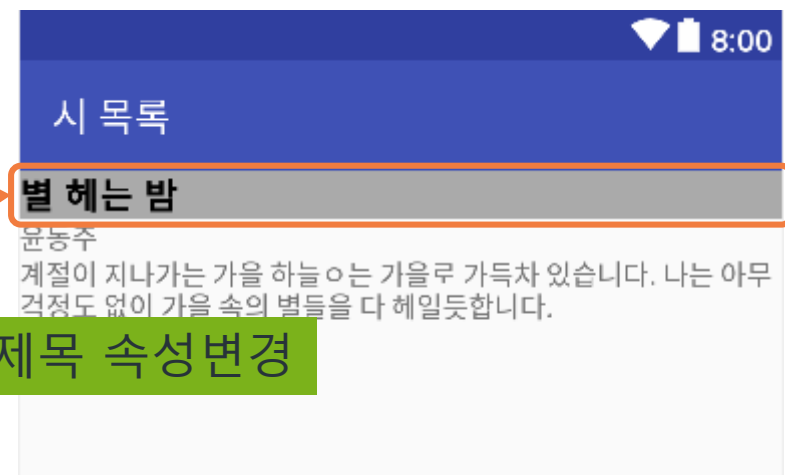 8:00
시 목록
별 헤는 밤
윤동주
계절이 지나가는 가을 하늘ㅇ는 가을로 가득차 있습니다. 나는 아무
걱정도 없이 가을 속의 별들을 다 헤일듯합니다.
제목 속성변경